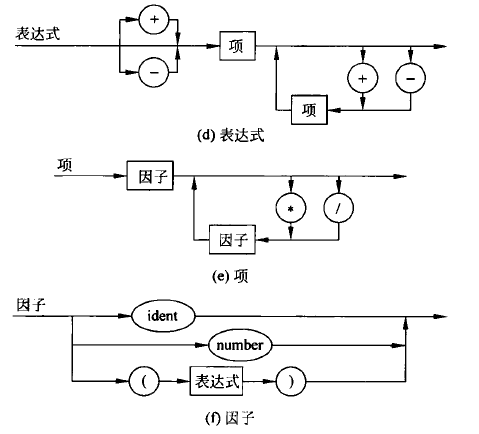 表达式
+
−
项
+
−
项
(d) 表达式
项
因子
*
/
因子
(e) 项
因子
ident
number
(
表达式
)
(f) 因子